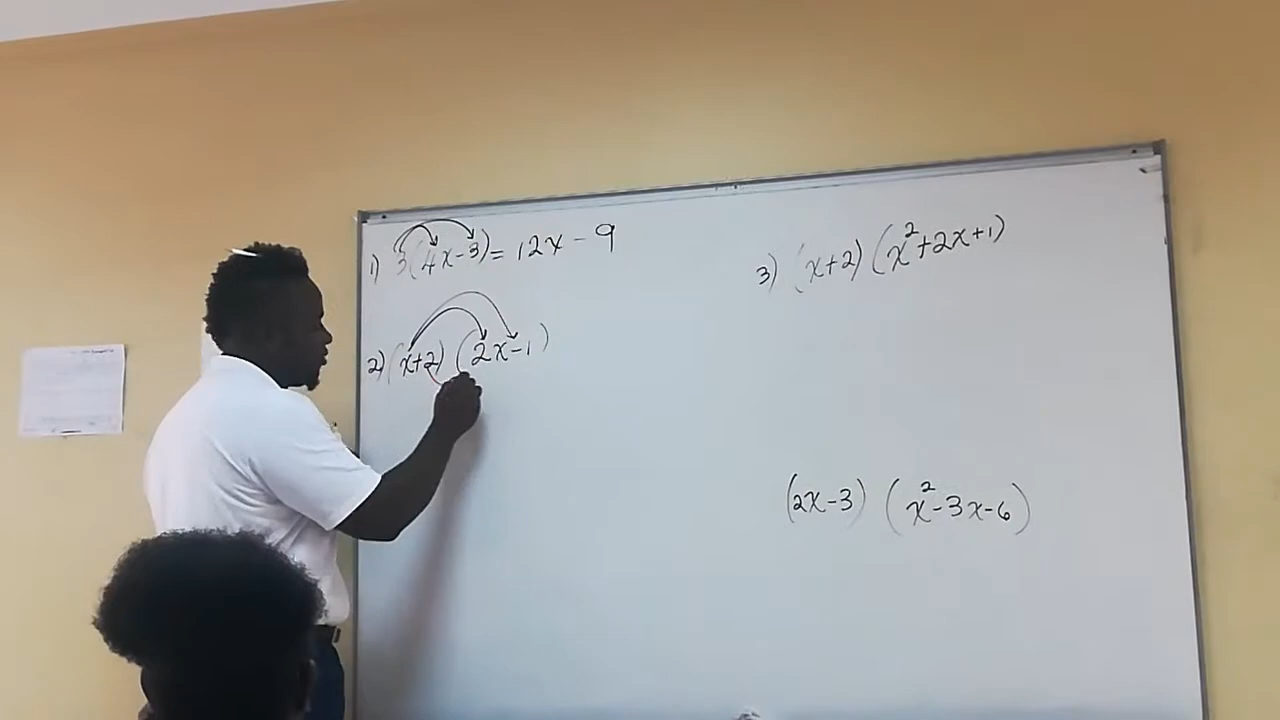 1) 3(4x-3) = 12x - 9
2) (x+2) (2x-1)
3) (x+2) (x²+2x+1)
(2x-3) (x²-3x-6)